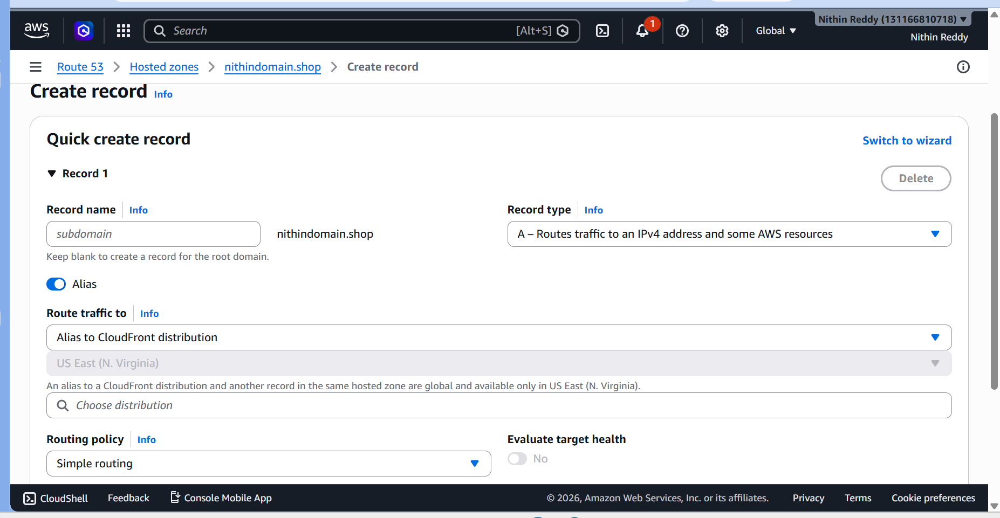 aws
Search [Alt+S]
1
Global
Nithin Reddy (131166810718)
Nithin Reddy
Route 53 > Hosted zones > nithindomain.shop > Create record
Create record Info
Quick create record
Switch to wizard
Record 1
Delete
Record name Info
subdomain nithindomain.shop
Keep blank to create a record for the root domain.
Record type Info
A – Routes traffic to an IPv4 address and some AWS resources
Alias
Route traffic to Info
Alias to CloudFront distribution
US East (N. Virginia)
An alias to a CloudFront distribution and another record in the same hosted zone are global and available only in US East (N. Virginia).
Choose distribution
Routing policy Info
Simple routing
Evaluate target health
No
CloudShell Feedback Console Mobile App © 2026, Amazon Web Services, Inc. or its affiliates. Privacy Terms Cookie preferences